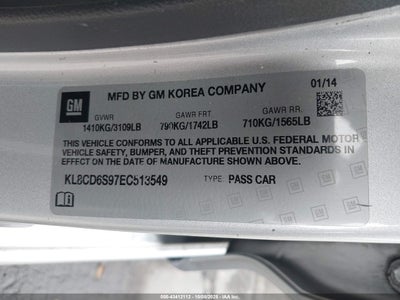 GM
MFD BY GM KOREA COMPANY
01/14
GVWR
GAWR FRT
GAWR RR.
1410KG/3109LB
790KG/1742LB
710KG/1565LB
THIS VEHICLE CONFORMS TO ALL APPLICABLE U.S. FEDERAL MOTOR
VEHICLE SAFETY, BUMPER, AND THEFT PREVENTION STANDARDS IN
EFFECT ON THE DATE OF MANUFACTURE SHOWN ABOVE.
KL8CD6S97EC513549
TYPE: PASS CAR